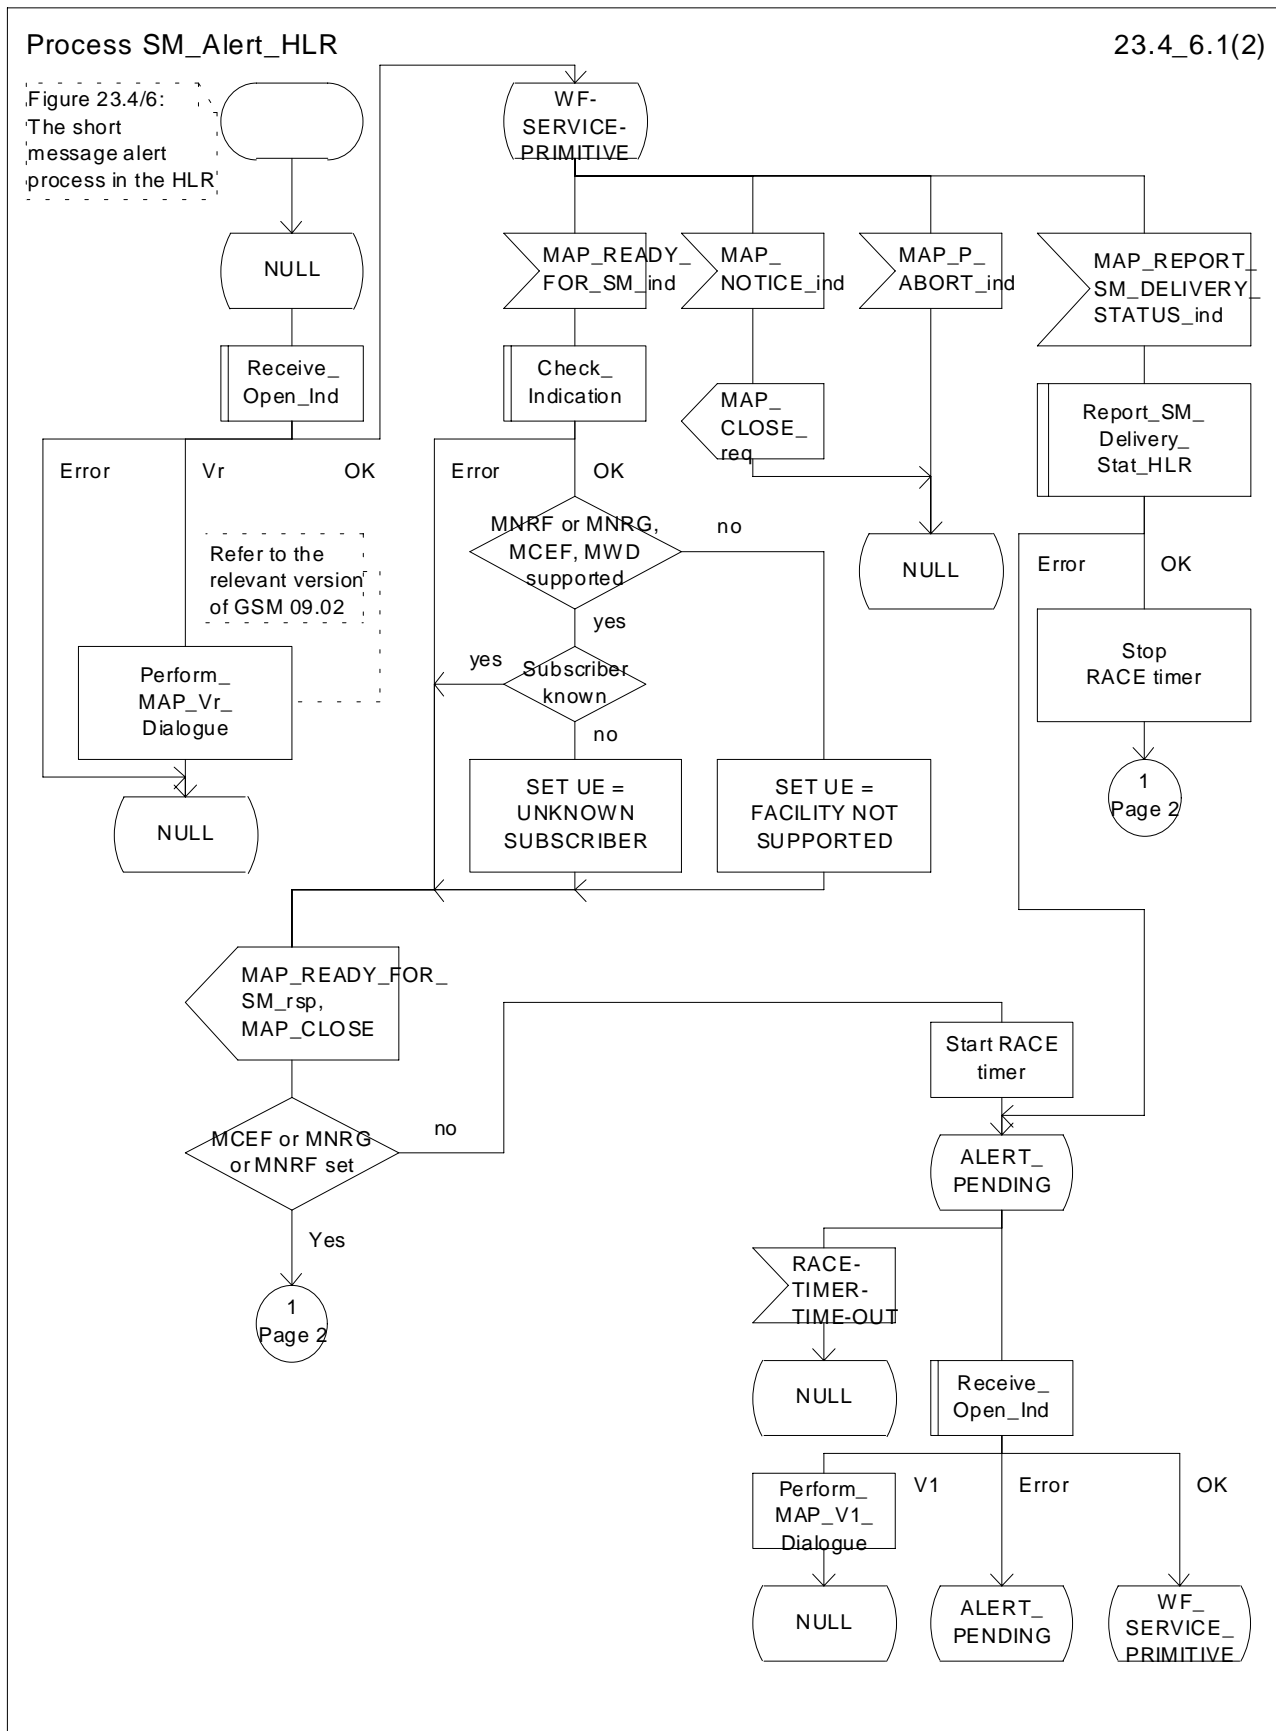 Process SM_Alert_HLR
23.4_6.1(2)
Figure 23.4/6:
The short
message alert
process in the HLR
WF-
SERVICE-
PRIMITIVE
NULL
MAP_READY_
FOR_SM_ind
MAP_
NOTICE_ind
MAP_P_
ABORT_ind
MAP_REPORT_
SM_DELIVERY_
STATUS_ind
Receive_
Open_Ind
Check_
Indication
MAP_
CLOSE_
req
Report_SM_
Delivery_
Stat_HLR
Error
Vr
OK
Error
OK
MNRF or MNRG,
MCEF, MWD
supported
no
NULL
Error
OK
Refer to the
relevant version
of GSM 09.02
yes
Stop
RACE timer
Perform_
MAP_Vr_
Dialogue
yes
Subscriber
known
no
NULL
SET UE =
UNKNOWN
SUBSCRIBER
SET UE =
FACILITY NOT
SUPPORTED
1
Page 2
MAP_READY_FOR_
SM_rsp,
MAP_CLOSE
Start RACE
timer
MCEF or MNRG
or MNRF set
no
ALERT_
PENDING
Yes
RACE-
TIMER-
TIME-OUT
1
Page 2
NULL
Receive_
Open_Ind
Perform_
MAP_V1_
Dialogue
V1
Error
OK
NULL
ALERT_
PENDING
WF_
SERVICE_
PRIMITIVE